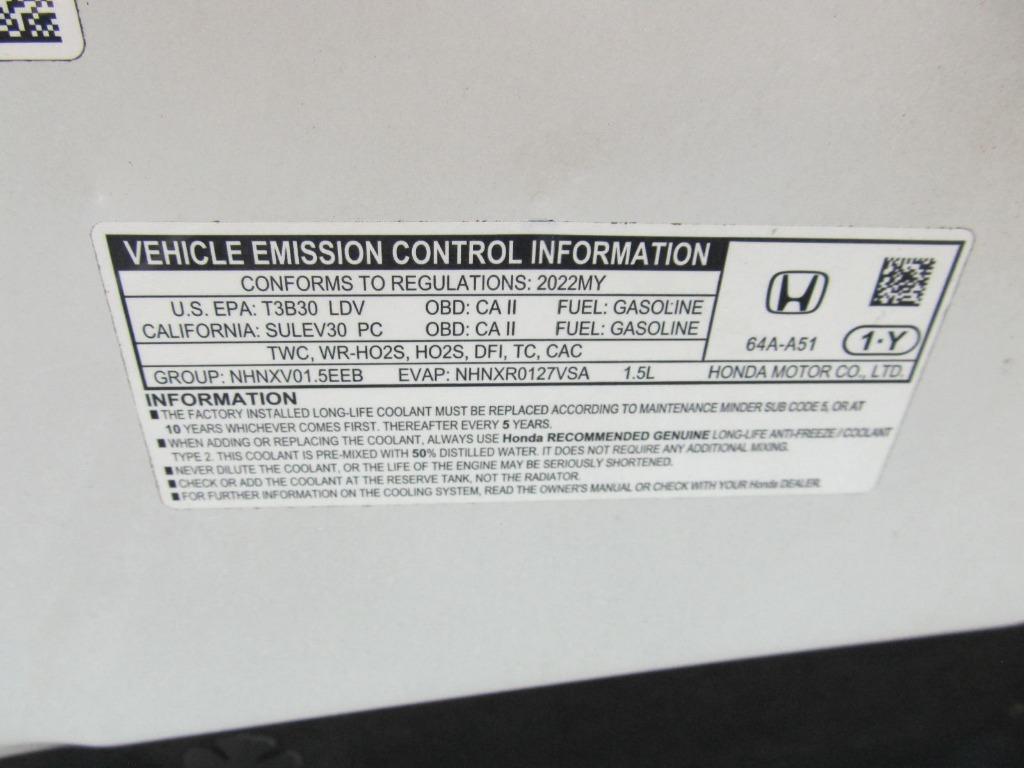 VEHICLE EMISSION CONTROL INFORMATION
CONFORMS TO REGULATIONS: 2022MY
U.S. EPA: T3B30 LDV OBD: CA II FUEL: GASOLINE
CALIFORNIA: SULEV30 PC OBD: CA II FUEL: GASOLINE
TWC, WR-HO2S, HO2S, DFI, TC, CAC
GROUP: NHNXV01.5EEB EVAP: NHNXR0127VSA 1.5L
64A-A51 1·Y
HONDA MOTOR CO., LTD.
INFORMATION
■ THE FACTORY INSTALLED LONG-LIFE COOLANT MUST BE REPLACED ACCORDING TO MAINTENANCE MINDER SUB CODE 5, OR AT
10 YEARS WHICHEVER COMES FIRST. THEREAFTER EVERY 5 YEARS.
■ WHEN ADDING OR REPLACING THE COOLANT, ALWAYS USE Honda RECOMMENDED GENUINE LONG-LIFE ANTI-FREEZE / COOLANT
TYPE 2. THIS COOLANT IS PRE-MIXED WITH 50% DISTILLED WATER. IT DOES NOT REQUIRE ANY ADDITIONAL MIXING.
■ NEVER DILUTE THE COOLANT, OR THE LIFE OF THE ENGINE MAY BE SERIOUSLY SHORTENED.
■ CHECK OR ADD THE COOLANT AT THE RESERVE TANK, NOT THE RADIATOR.
■ FOR FURTHER INFORMATION ON THE COOLING SYSTEM, READ THE OWNER'S MANUAL OR CHECK WITH YOUR Honda DEALER.